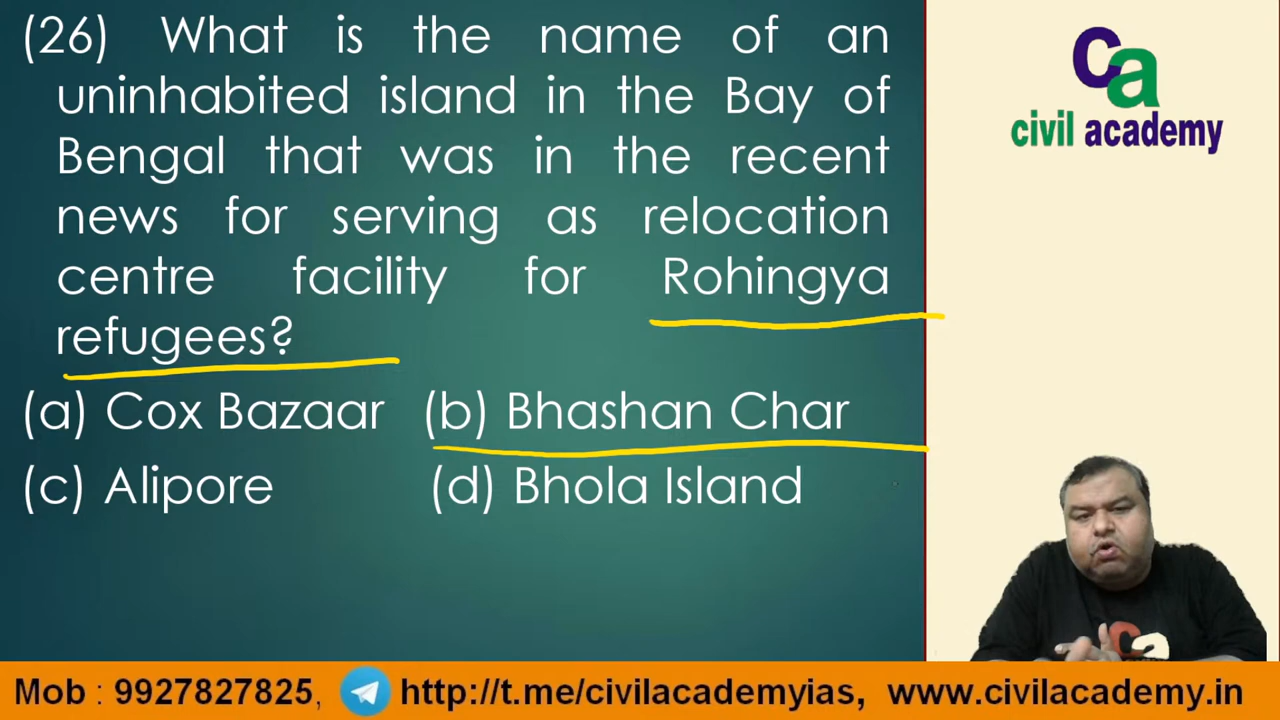 (26) What is the name of an
uninhabited island in the Bay of
Bengal that was in the recent
news for serving as relocation
centre facility for Rohingya
refugees?
(a) Cox Bazaar (b) Bhashan Char
(c) Alipore (d) Bhola Island
ca
civil academy
ca
Mob : 9927827825, http://t.me/civilacademyias, www.civilacademy.in